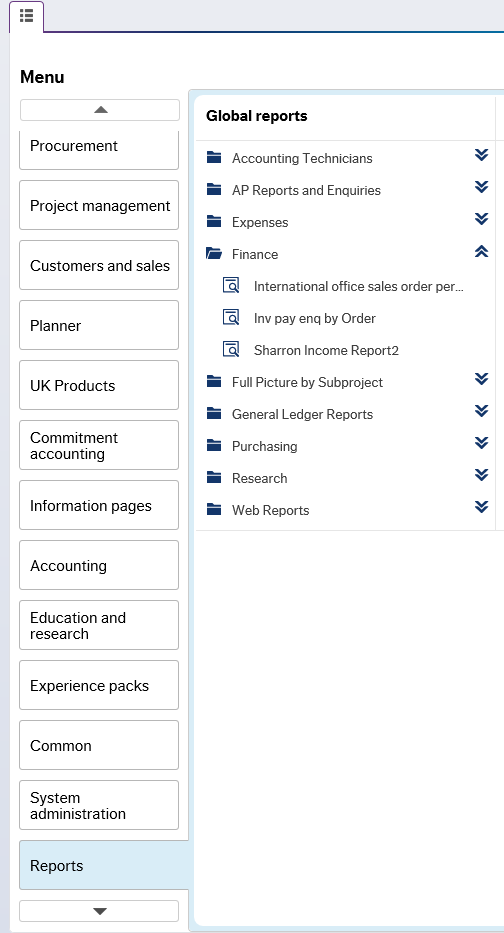 Menu
Procurement
Project management
Customers and sales
Planner
UK Products
Commitment
accounting
Information pages
Accounting
Education and
research
Experience packs
Common
System
administration
Reports
Global reports
Accounting Technicians
AP Reports and Enquiries
Expenses
Finance
International office sales order per...
Inv pay enq by Order
Sharron Income Report2
Full Picture by Subproject
General Ledger Reports
Purchasing
Research
Web Reports